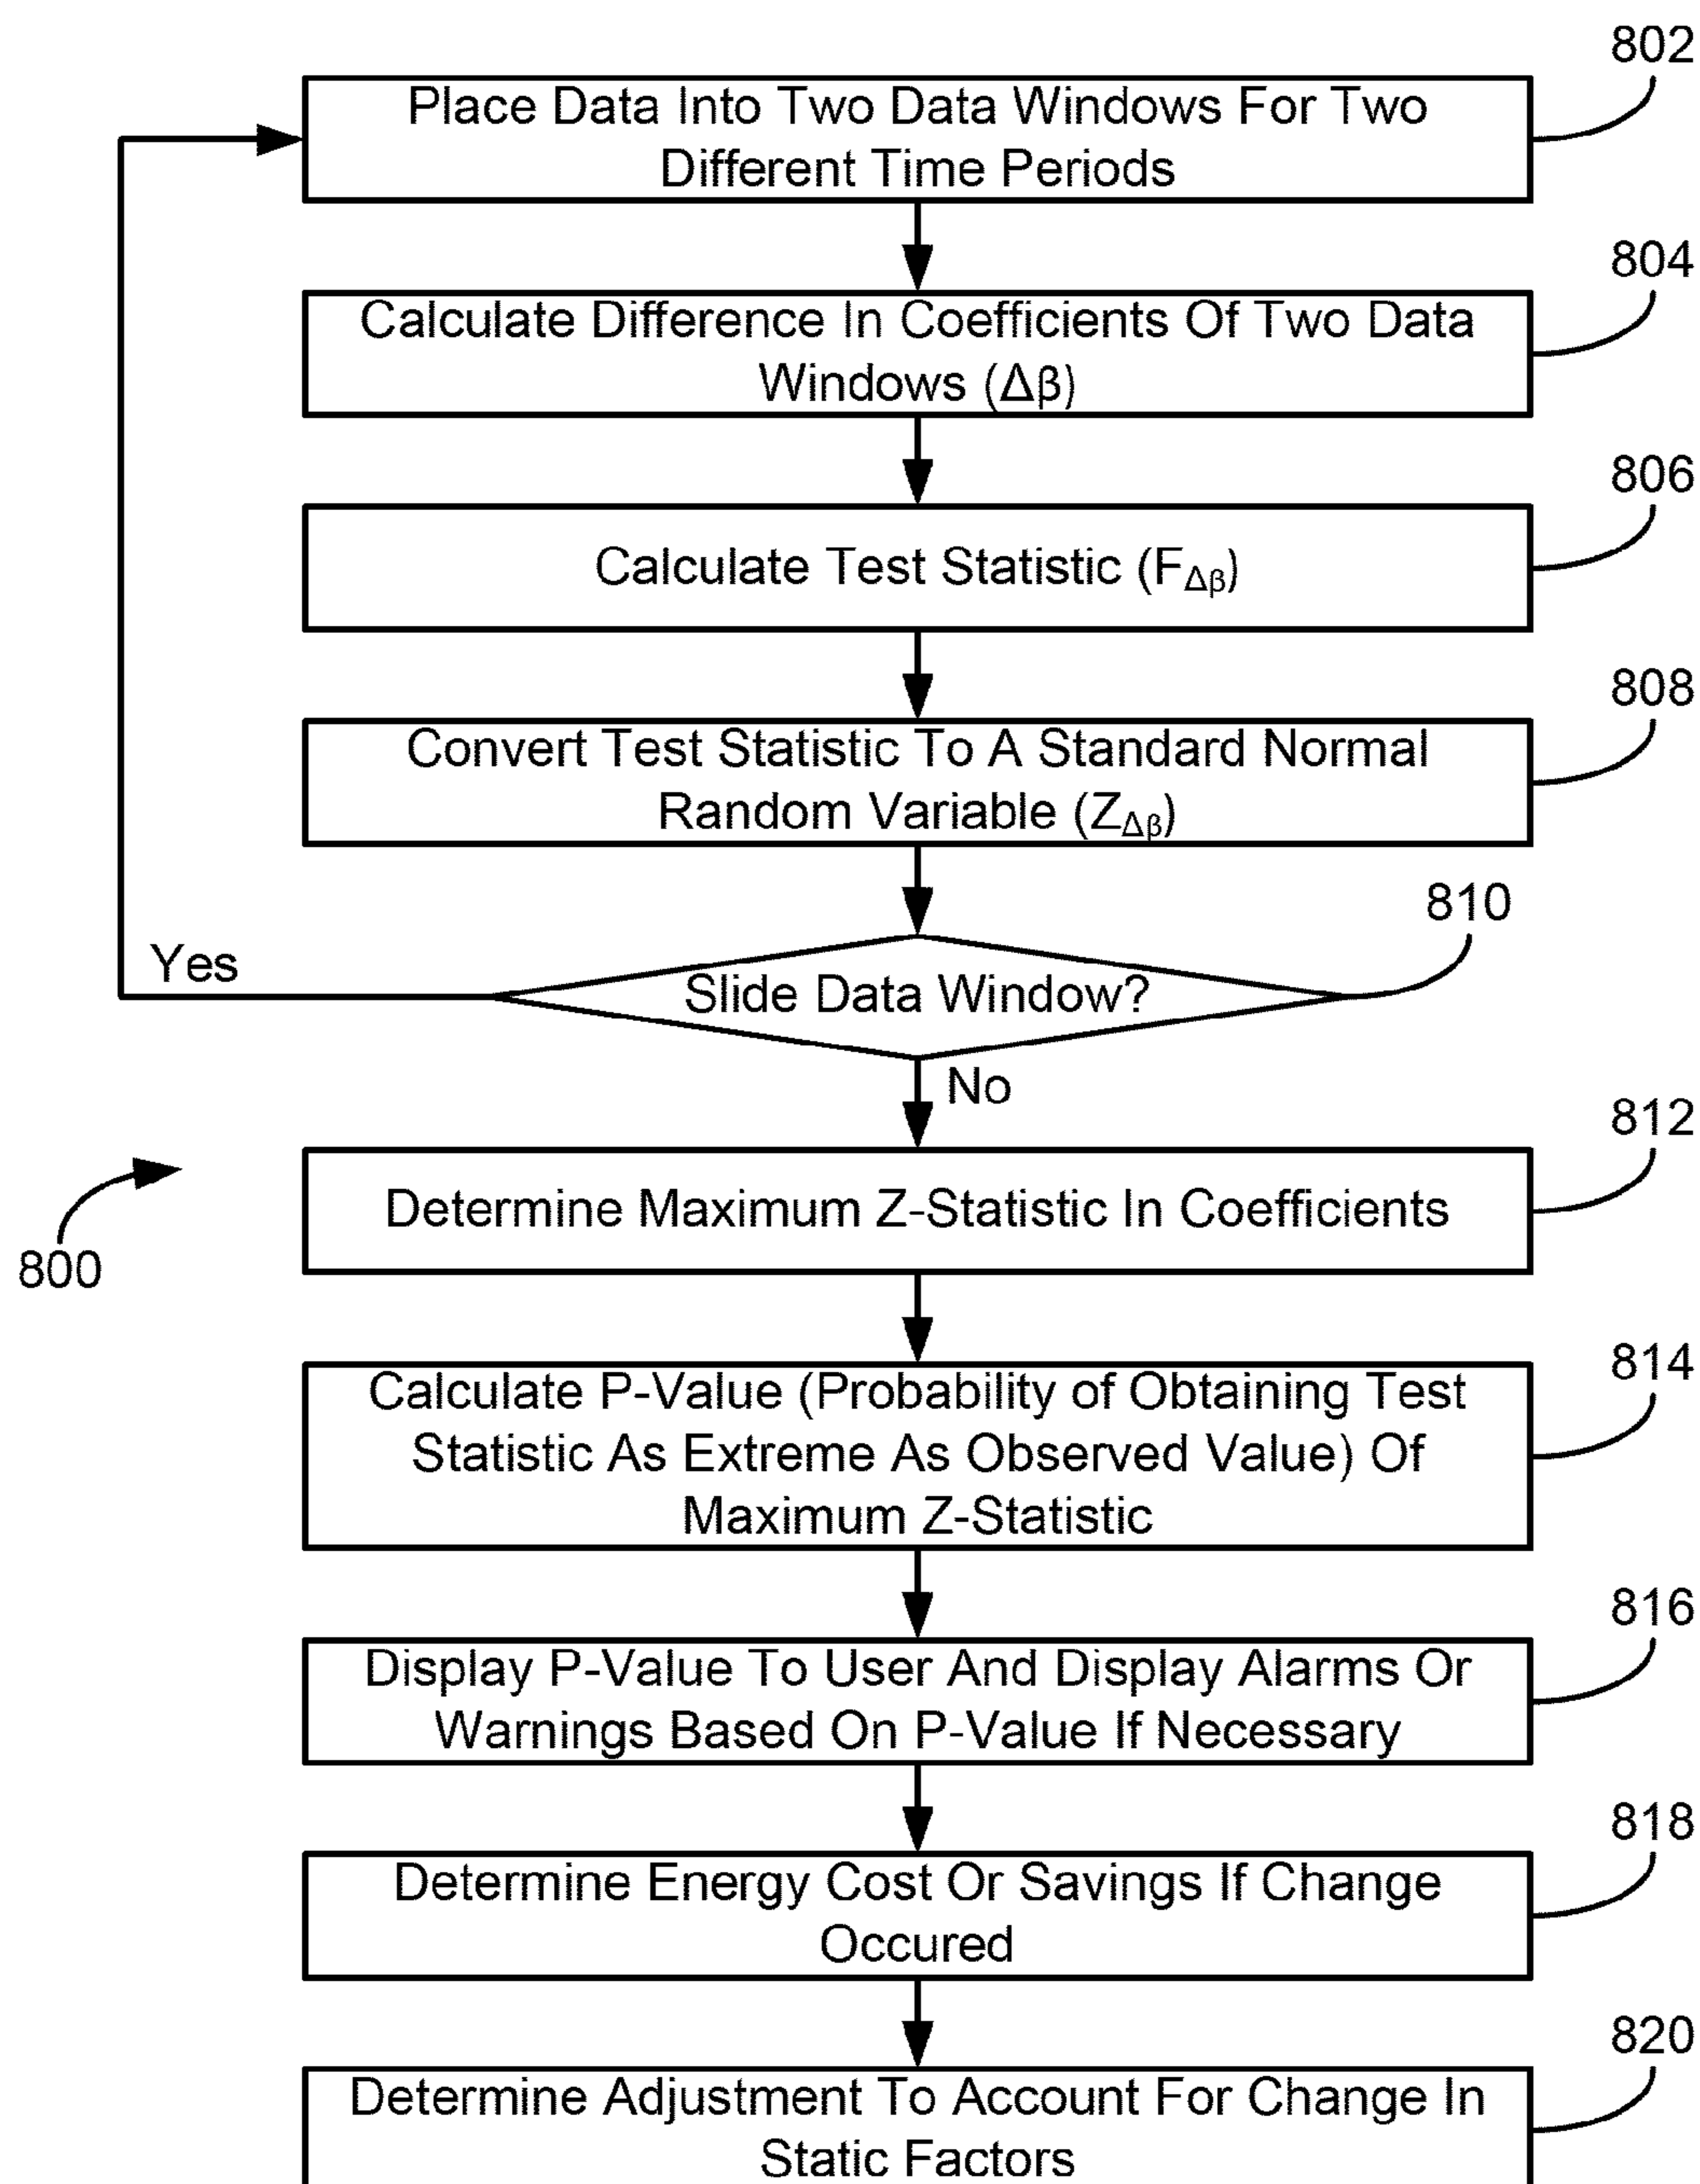 802
Place Data Into Two Data Windows For Two
Different Time Periods
804
Calculate Difference In Coefficients Of Two Data
Windows (Δβ)
806
Calculate Test Statistic (FΔβ)
808
Convert Test Statistic To A Standard Normal
Random Variable (ZΔβ)
810
Yes
Slide Data Window?
No
812
Determine Maximum Z-Statistic In Coefficients
800
814
Calculate P-Value (Probability of Obtaining Test
Statistic As Extreme As Observed Value) Of
Maximum Z-Statistic
816
Display P-Value To User And Display Alarms Or
Warnings Based On P-Value If Necessary
818
Determine Energy Cost Or Savings If Change
Occured
820
Determine Adjustment To Account For Change In
Static Factors